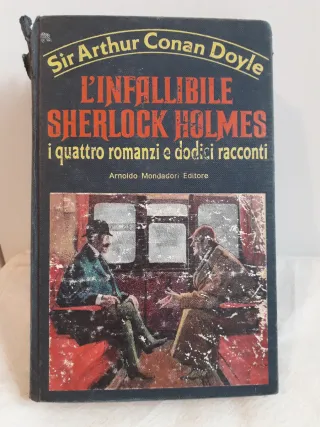 Sir Arthur Conan Doyle
L'INFALLIBILE
SHERLOCK HOLMES
i quattro romanzi e dodici racconti
Arnoldo Mondadori Editore